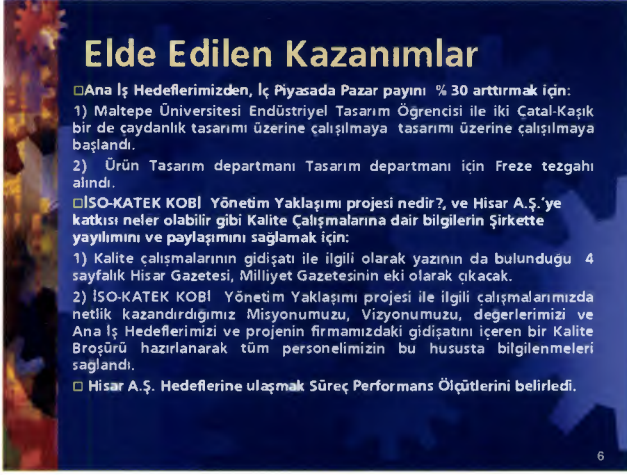 Elde Edilen Kazanımlar
□Ana İş Hedeflerimizden, İç Piyasada Pazar payını % 30 arttırmak için:
1) Maltepe Üniversitesi Endüstriyel Tasarım Öğrencisi ile iki Çatal-Kaşık
bir de çaydanlık tasarımı üzerine çalışılmaya tasarımı üzerine çalışılmaya
başlandı.
2) Ürün Tasarım departmanı Tasarım departmanı için Freze tezgahı
alındı.
□İSO-KATEK KOBİ Yönetim Yaklaşımı projesi nedir?, ve Hisar A.Ş.'ye
katkısı neler olabilir gibi Kalite Çalışmalarına dair bilgilerin Şirkette
yayılımını ve paylaşımını sağlamak için:
1) Kalite çalışmalarının gidişatı ile ilgili olarak yazının da bulunduğu 4
sayfalık Hisar Gazetesi, Milliyet Gazetesinin eki olarak çıkacak.
2) İSO-KATEK KOBİ Yönetim Yaklaşımı projesi ile ilgili çalışmalarımızda
netlik kazandırdığımız Misyonumuzu, Vizyonumuzu, değerlerimizi ve
Ana İş Hedeflerimizi ve projenin firmamızdaki gidişatını içeren bir Kalite
Broşürü hazırlanarak tüm personelimizin bu hususta bilgilenmeleri
sağlandı.
□ Hisar A.Ş. Hedeflerine ulaşmak Süreç Performans Ölçütlerini belirledi.
6